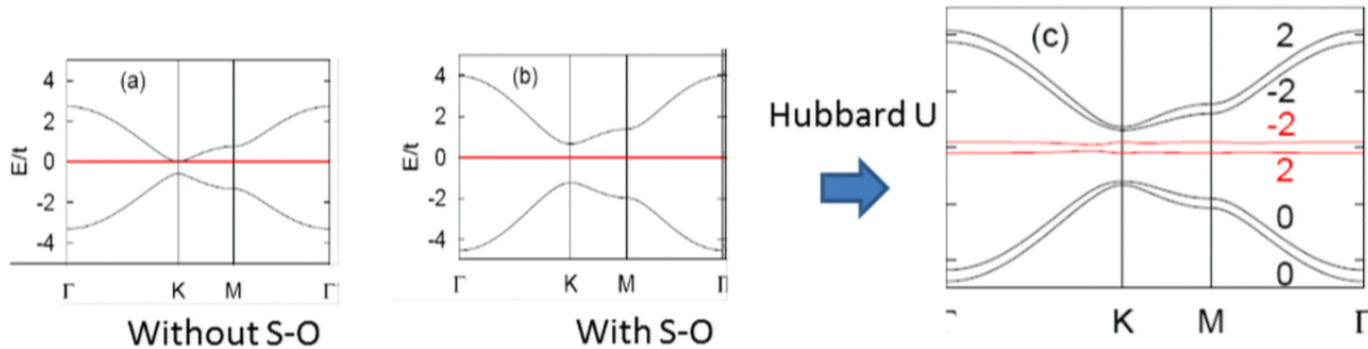 (a)
E/t
4
2
0
-2
-4
Γ K M Γ
Without S-O
(b)
E/t
4
2
0
-2
-4
Γ K M Γ
With S-O
Hubbard U
(c)
2
-2
-2
2
0
0
K M Γ